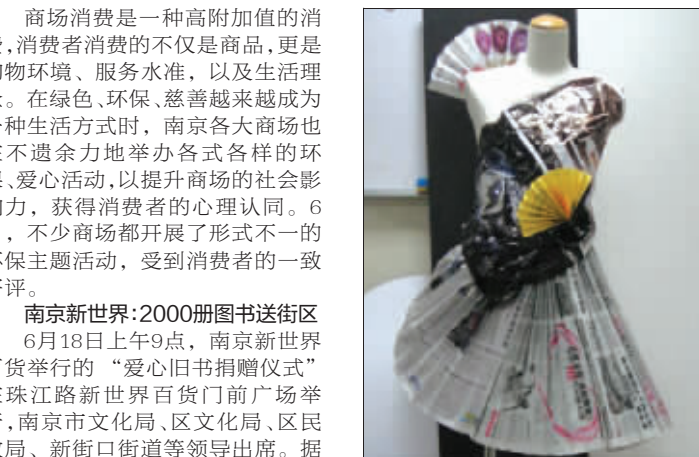 商场消费是一种高附加值的消
费,消费者消费的不仅是商品,更是
购物环境、服务水准，以及生活理
念。在绿色、环保、慈善越来越成为
一种生活方式时，南京各大商场也
在不遗余力地举办各式各样的环
保、爱心活动,以提升商场的社会影
响力，获得消费者的心理认同。6
月，不少商场都开展了形式不一的
环保主题活动，受到消费者的一致
好评。
南京新世界:2000册图书送街区
6月18日上午9点，南京新世界
百货举行的 “爱心旧书捐赠仪式”
在珠江路新世界百货门前广场举
行,南京市文化局、区文化局、区民
政局、新街口街道等领导出席。据